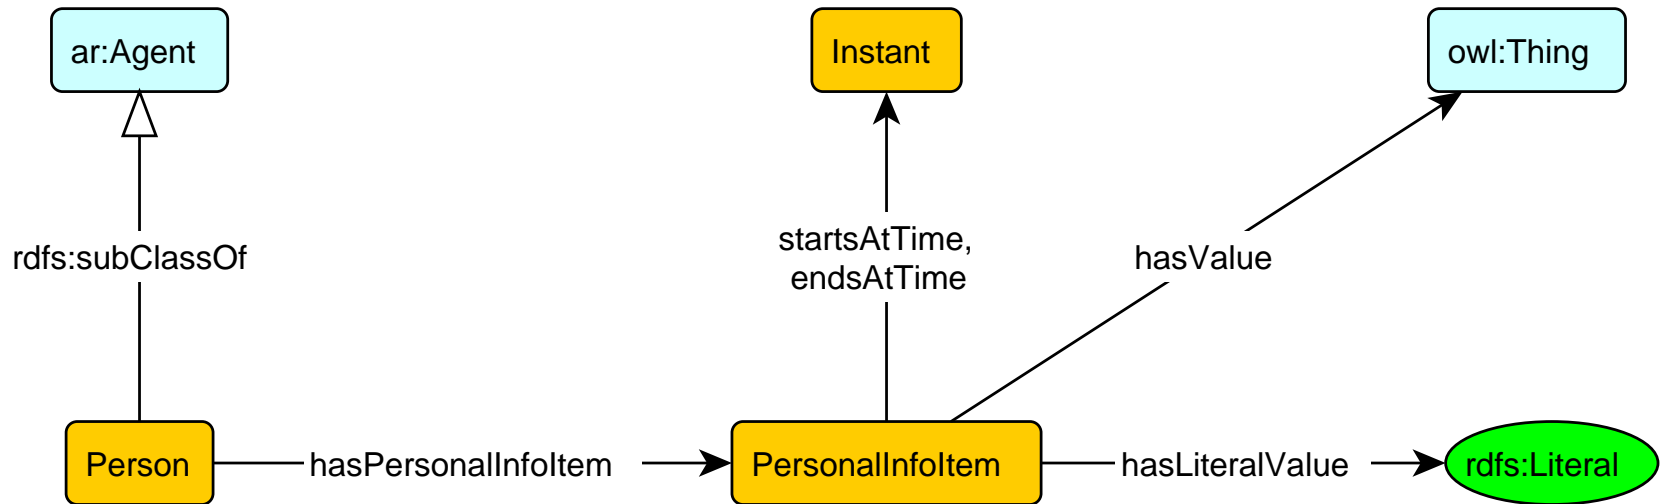 ar:Agent
Instant
owl:Thing
rdfs:subClassOf
startsAtTime,
endsAtTime
hasValue
Person
hasPersonalInfoItem
PersonalInfoItem
hasLiteralValue
rdfs:Literal